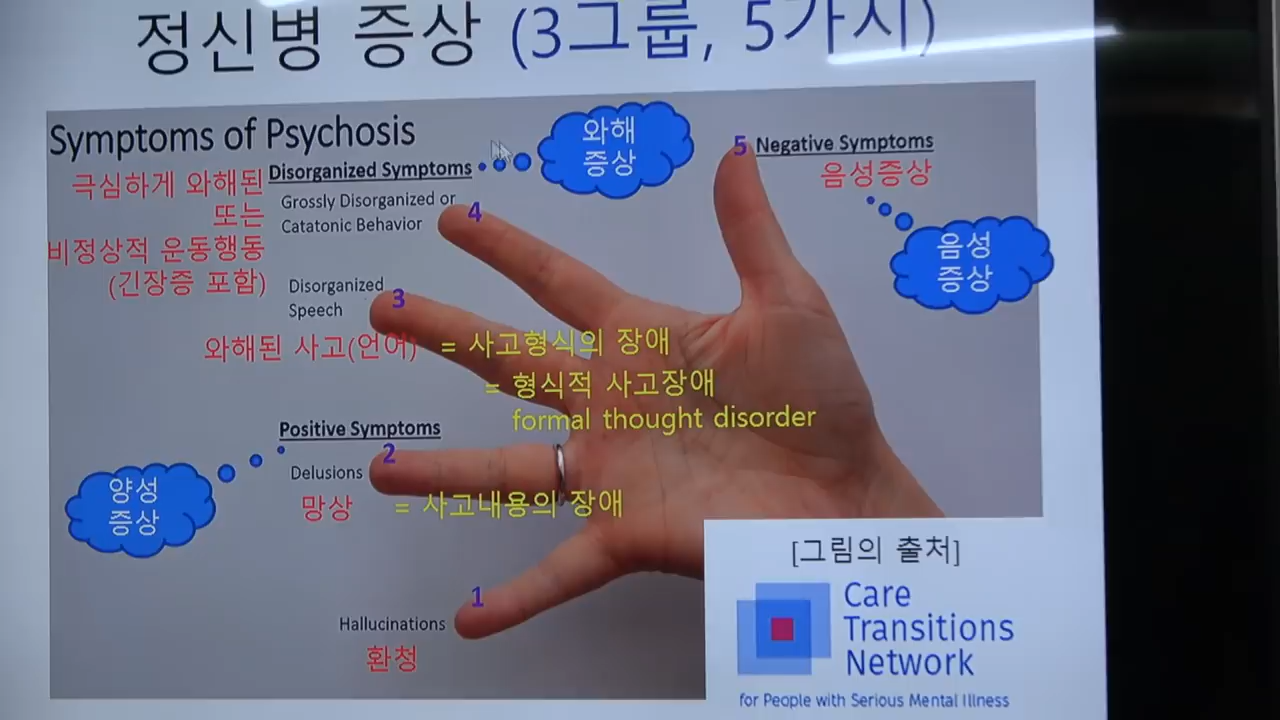 정신병 증상 (3그룹, 5가지)
Symptoms of Psychosis
와해
증상
5 Negative Symptoms
음성증상
음성
증상
Disorganized Symptoms
극심하게 와해된
또는
비정상적 운동행동
(긴장증 포함)
Grossly Disorganized or
Catatonic Behavior
4
Disorganized
Speech
3
와해된 사고(언어) = 사고형식의 장애
= 형식적 사고장애
formal thought disorder
Positive Symptoms
양성
증상
Delusions
2
망상 = 사고내용의 장애
Hallucinations
1
환청
[그림의 출처]
Care
Transitions
Network
for People with Serious Mental Illness